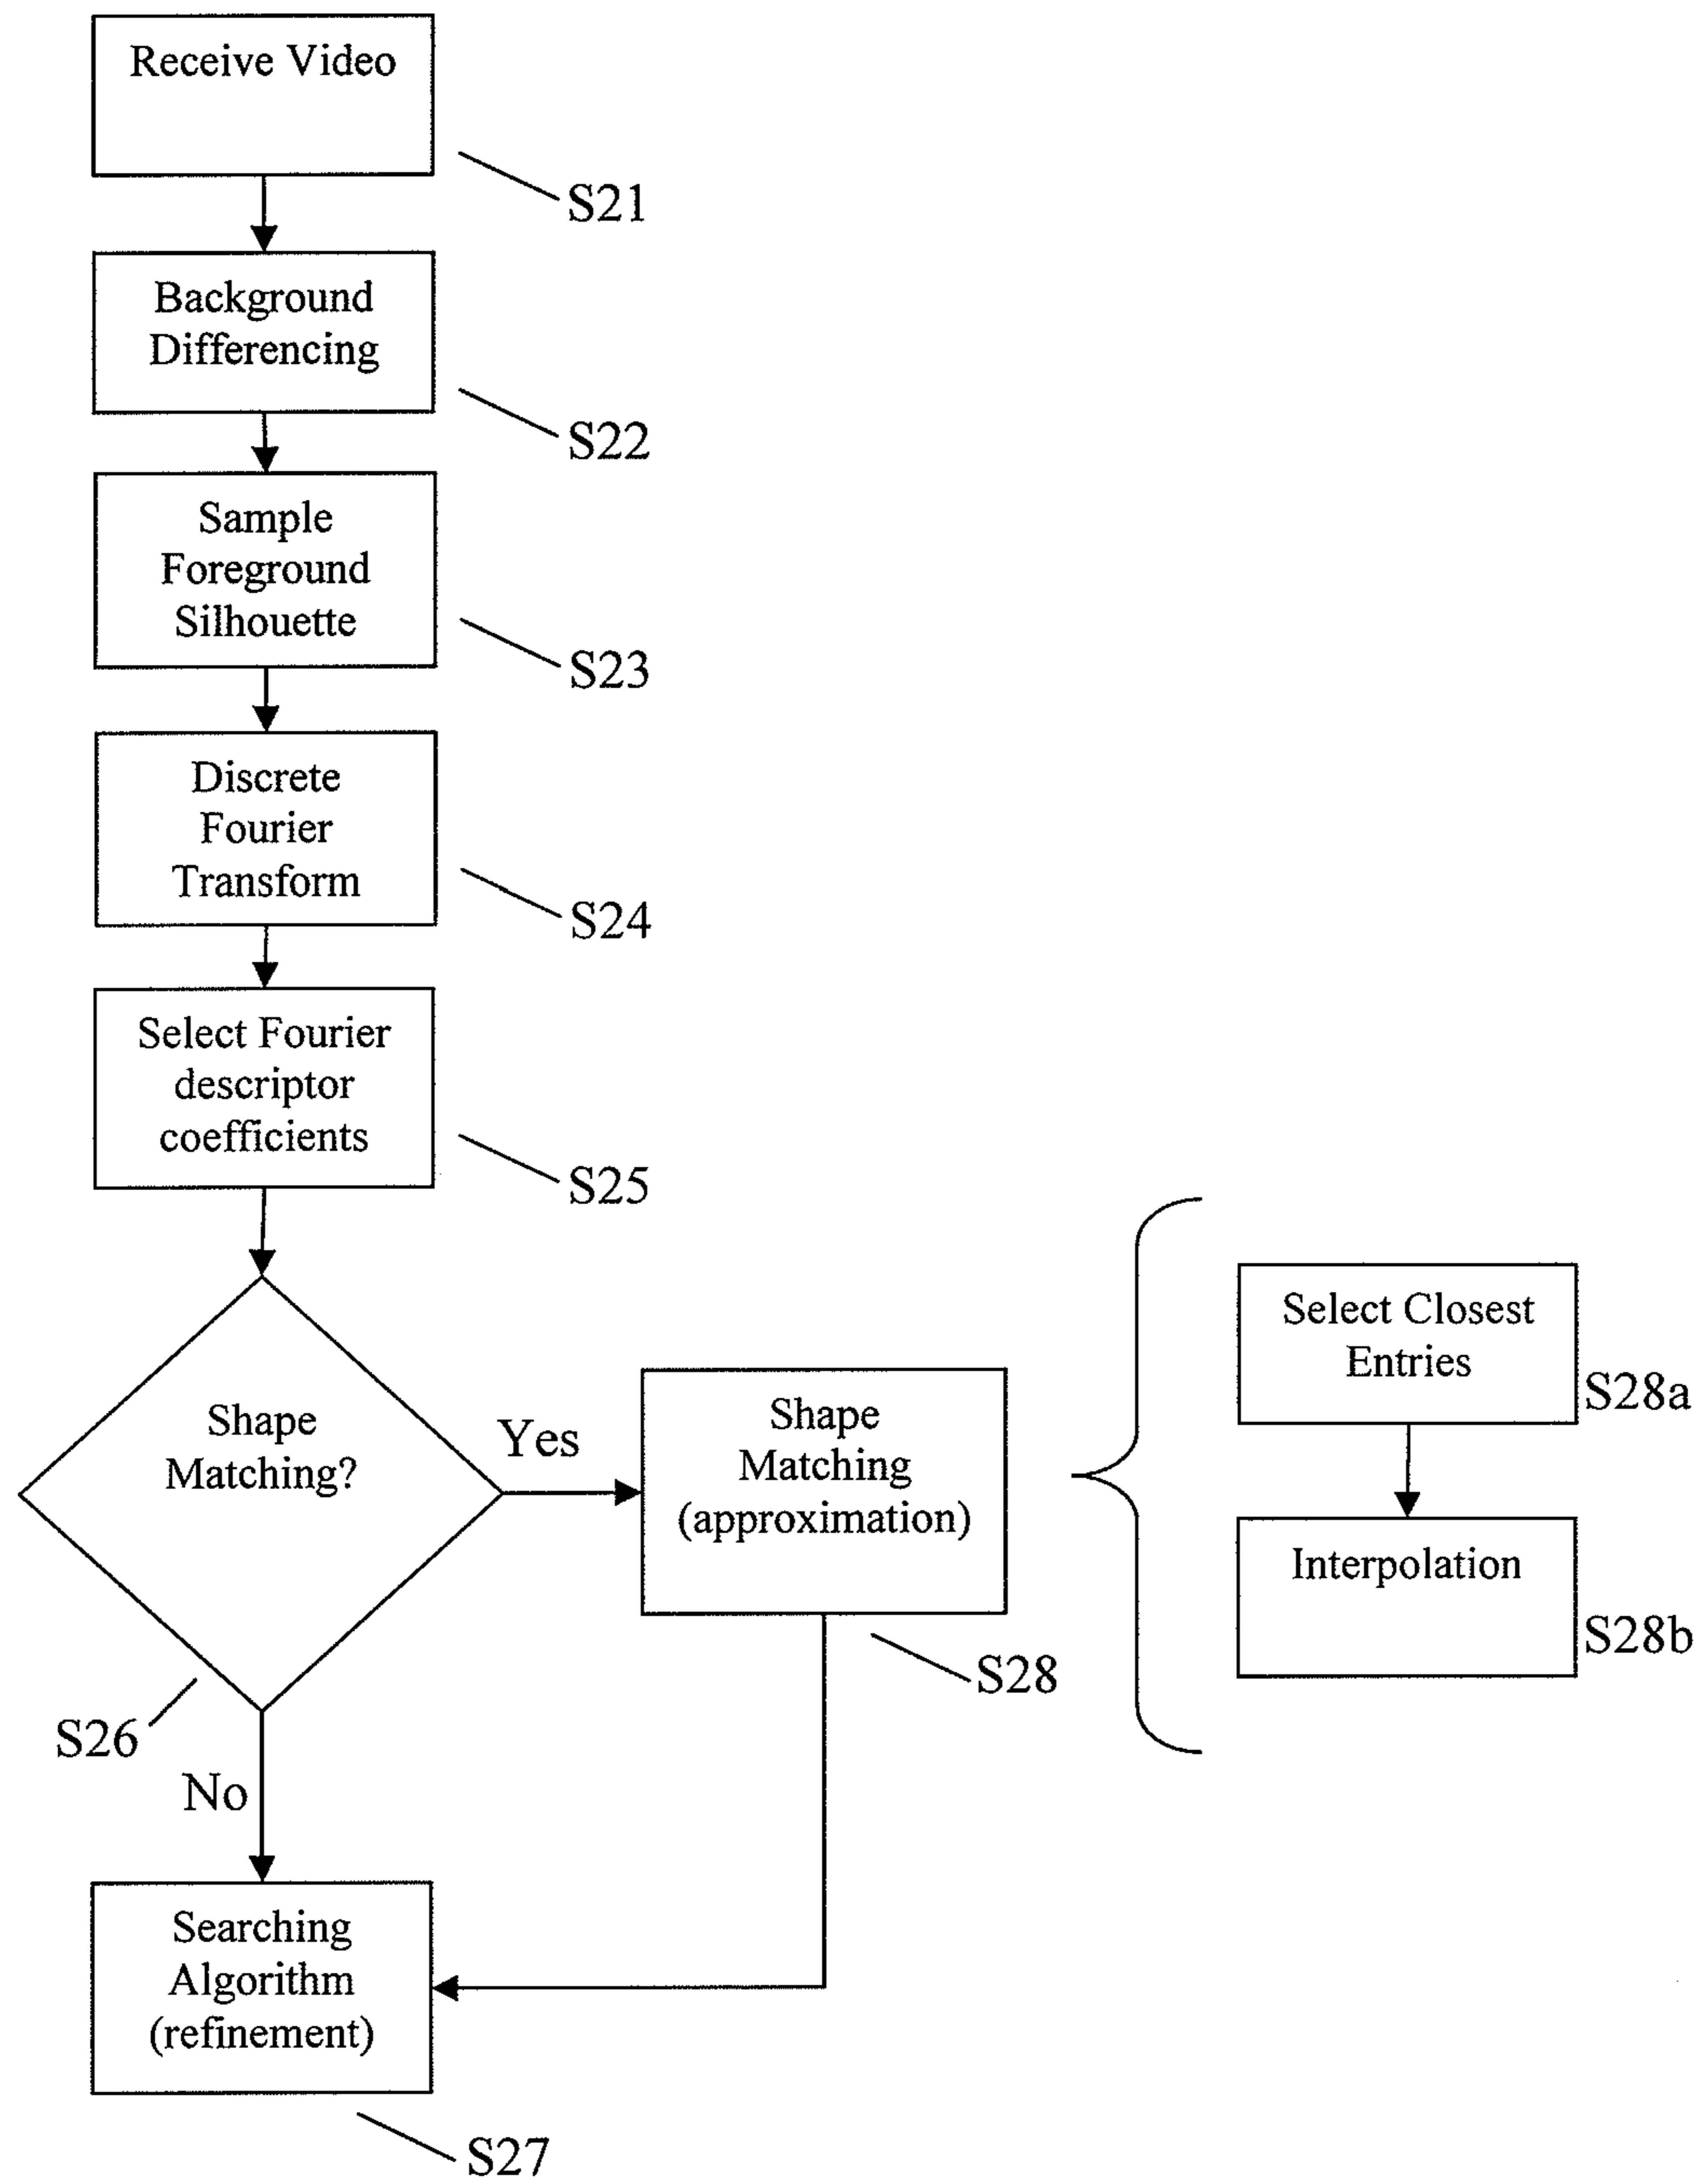 Receive Video
S21
Background
Differencing
S22
Sample
Foreground
Silhouette
S23
Discrete
Fourier
Transform
S24
Select Fourier
descriptor
coefficients
S25
Shape
Matching?
S26
Yes
No
Shape
Matching
(approximation)
S28
Select Closest
Entries
S28a
Interpolation
S28b
Searching
Algorithm
(refinement)
S27